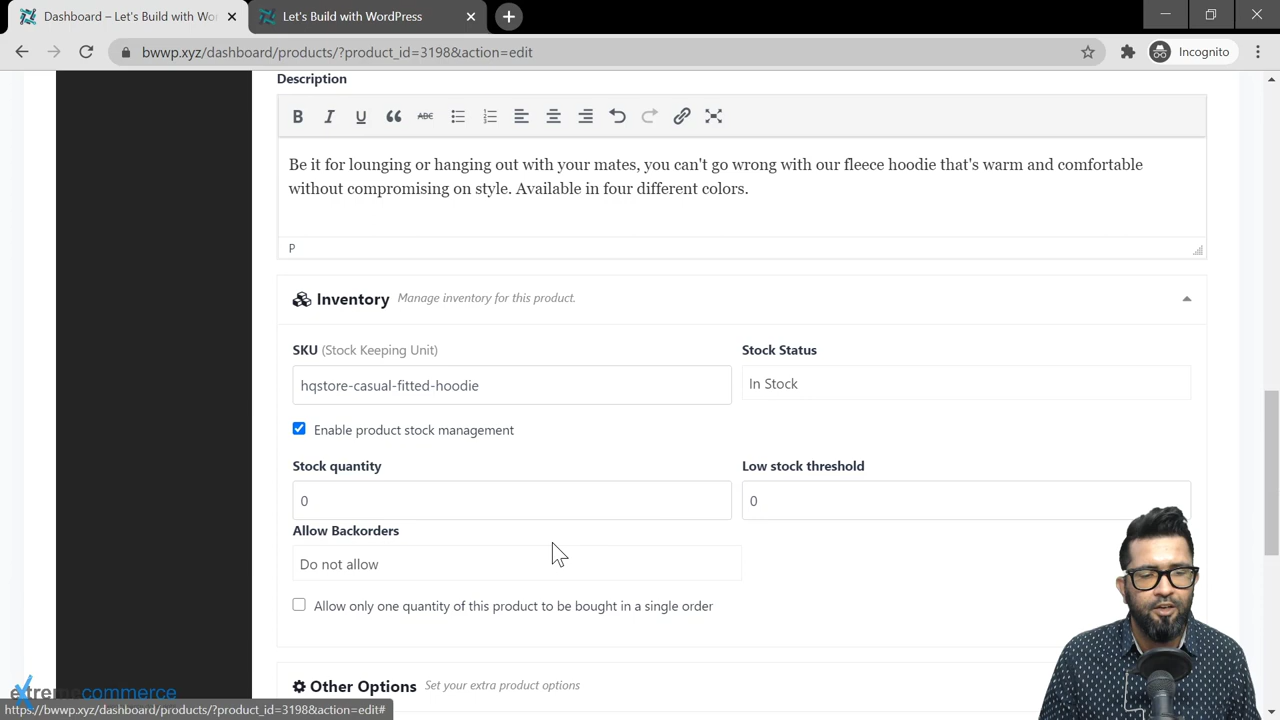 Dashboard – Let's Build with Wor
Let's Build with WordPress
bwwp.xyz/dashboard/products/?product_id=3198&action=edit
Incognito
Description
B I U ABC
Be it for lounging or hanging out with your mates, you can't go wrong with our fleece hoodie that's warm and comfortable
without compromising on style. Available in four different colors.
P
Inventory Manage inventory for this product.
SKU (Stock Keeping Unit) Stock Status
hqstore-casual-fitted-hoodie In Stock
Enable product stock management
Stock quantity Low stock threshold
0 0
Allow Backorders
Do not allow
Allow only one quantity of this product to be bought in a single order
Other Options Set your extra product options
extremecommerce
https://bwwp.xyz/dashboard/products/?product_id=3198&action=edit#